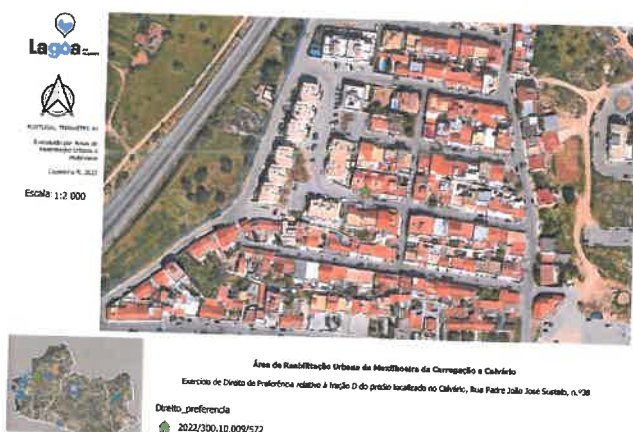 Lagoa
Escala: 1:2 000
Área de Reabilitação Urbana da Mexilhoeira da Carregação e Calvário
Exercício de Direito de Preferência relativo à fração D do prédio localizado no Calvário, Rua Padre João José Sustelo, n.º38
Direito_preferencia
2022/300.10.009/572